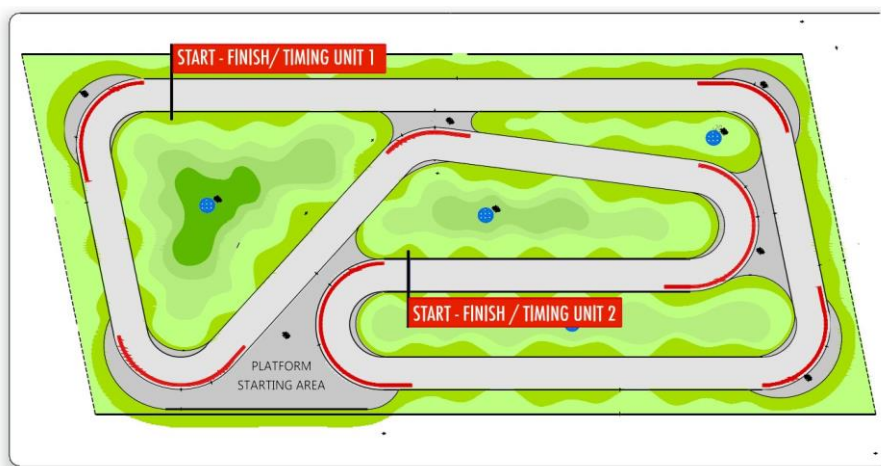 START - FINISH/ TIMING UNIT 1
START - FINISH / TIMING UNIT 2
PLATFORM
STARTING AREA